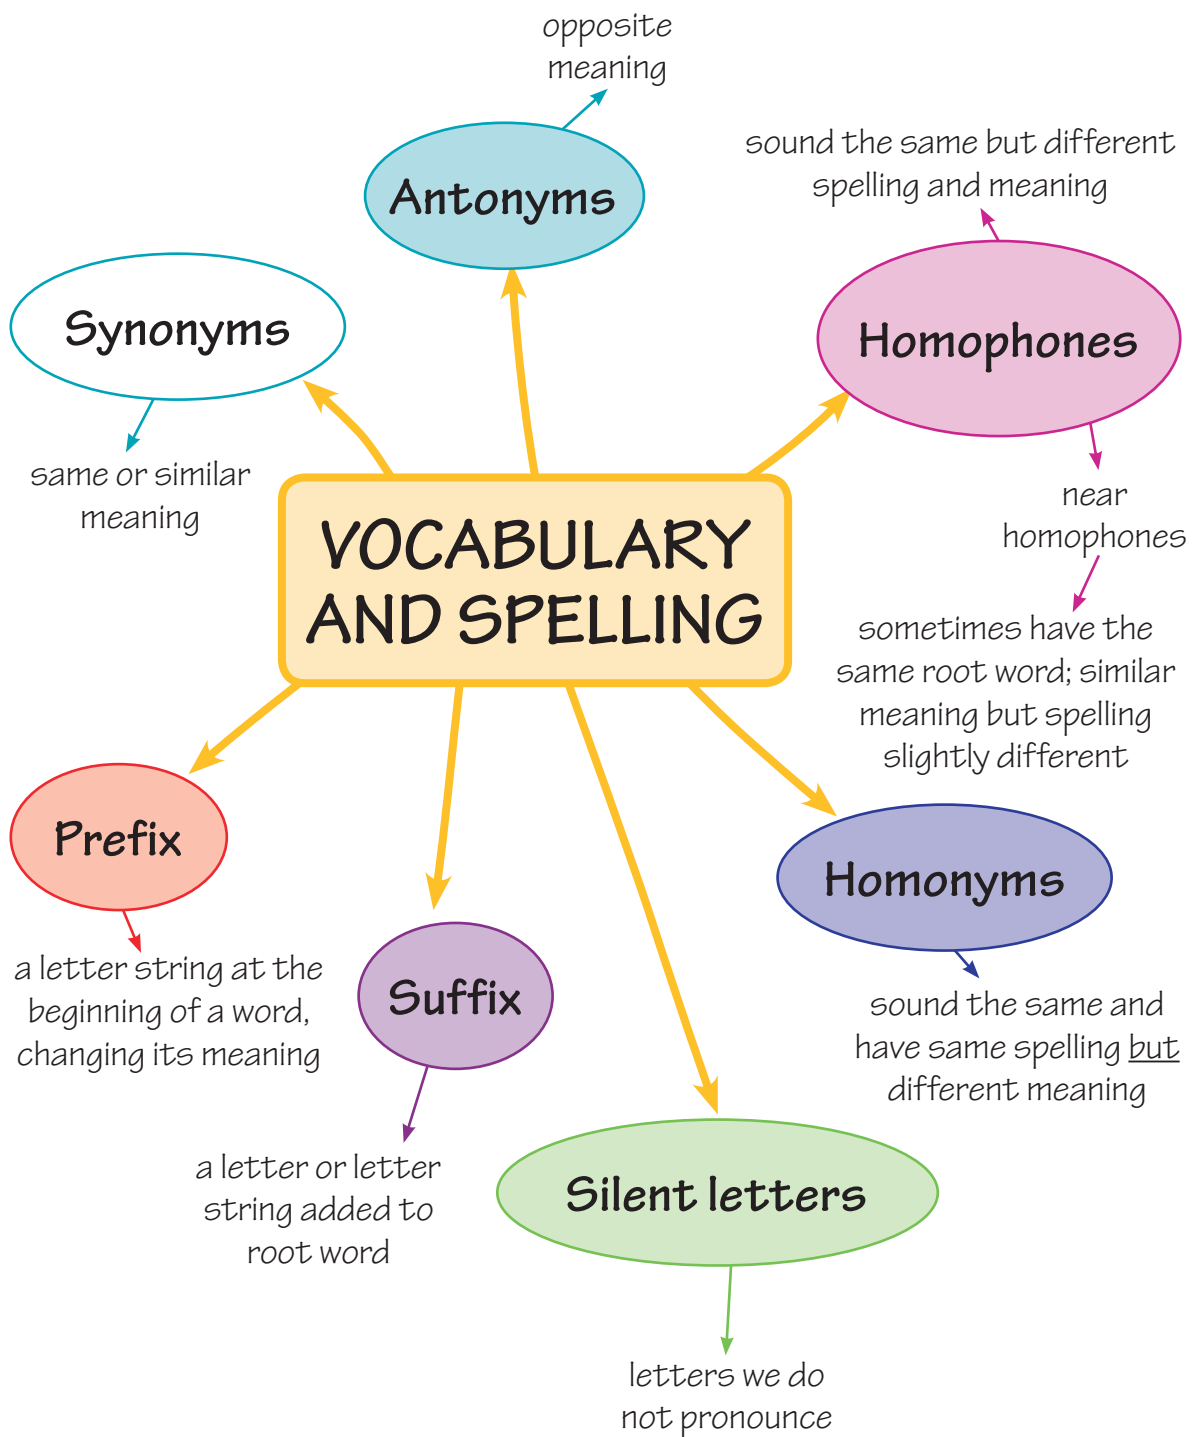 opposite
meaning
Antonyms
sound the same but different
spelling and meaning
Homophones
near
homophones
sometimes have the
same root word; similar
meaning but spelling
slightly different
Synonyms
same or similar
meaning
VOCABULARY
AND SPELLING
Prefix
a letter string at the
beginning of a word,
changing its meaning
Suffix
a letter or letter
string added to
root word
Silent letters
letters we do
not pronounce
Homonyms
sound the same and
have same spelling but
different meaning